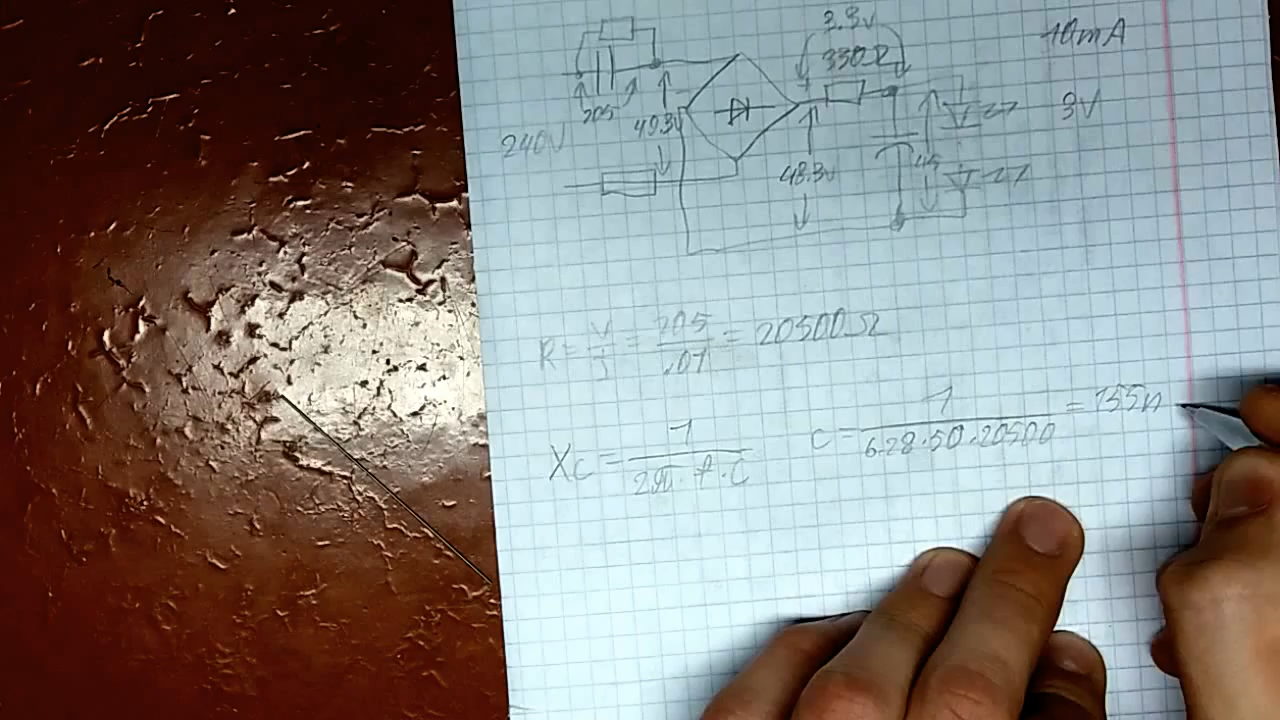 3.3v
330Ω
10mA
205
49.3v
240V
3V
48.3v
45
R = V/I = 205/.01 = 20500Ω
Xc = 1/(2π · f · C)
C = 1/(6.28 · 50 · 20500) = 155n